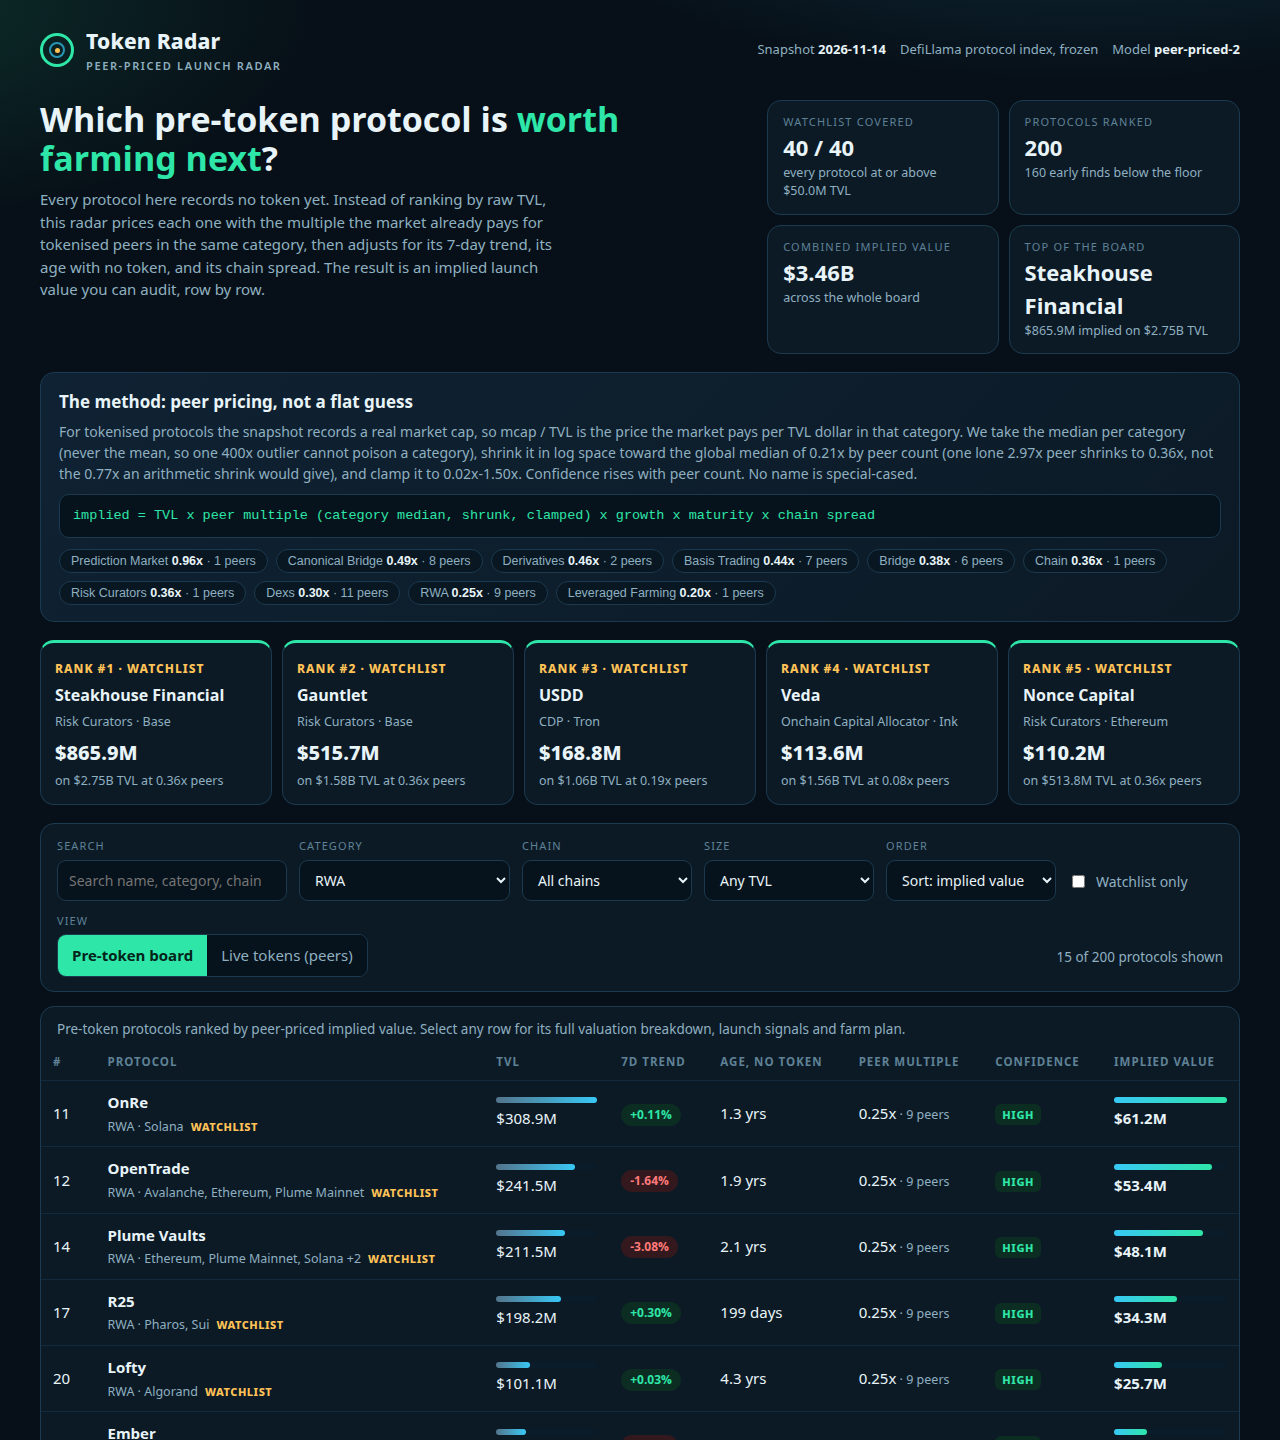 Token Radar
PEER-PRICED LAUNCH RADAR
Snapshot 2026-11-14 DefiLlama protocol index, frozen Model peer-priced-2
Which pre-token protocol is worth
farming next?
Every protocol here records no token yet. Instead of ranking by raw TVL,
this radar prices each one with the multiple the market already pays for
tokenised peers in the same category, then adjusts for its 7-day trend, its
age with no token, and its chain spread. The result is an implied launch
value you can audit, row by row.
WATCHLIST COVERED
40 / 40
every protocol at or above
$50.0M TVL
PROTOCOLS RANKED
200
160 early finds below the floor
COMBINED IMPLIED VALUE
$3.46B
across the whole board
TOP OF THE BOARD
Steakhouse
Financial
$865.9M implied on $2.75B TVL
The method: peer pricing, not a flat guess
For tokenised protocols the snapshot records a real market cap, so mcap / TVL is the price the market pays per TVL dollar in that category. We take the median per category
(never the mean, so one 400x outlier cannot poison a category), shrink it in log space toward the global median of 0.21x by peer count (one lone 2.97x peer shrinks to 0.36x, not
the 0.77x an arithmetic shrink would give), and clamp it to 0.02x-1.50x. Confidence rises with peer count. No name is special-cased.
implied = TVL x peer multiple (category median, shrunk, clamped) x growth x maturity x chain spread
Prediction Market 0.96x · 1 peers Canonical Bridge 0.49x · 8 peers Derivatives 0.46x · 2 peers Basis Trading 0.44x · 7 peers Bridge 0.38x · 6 peers Chain 0.36x · 1 peers
Risk Curators 0.36x · 1 peers Dexs 0.30x · 11 peers RWA 0.25x · 9 peers Leveraged Farming 0.20x · 1 peers
RANK #1 · WATCHLIST
Steakhouse Financial
Risk Curators · Base
$865.9M
on $2.75B TVL at 0.36x peers
RANK #2 · WATCHLIST
Gauntlet
Risk Curators · Base
$515.7M
on $1.58B TVL at 0.36x peers
RANK #3 · WATCHLIST
USDD
CDP · Tron
$168.8M
on $1.06B TVL at 0.19x peers
RANK #4 · WATCHLIST
Veda
Onchain Capital Allocator · Ink
$113.6M
on $1.56B TVL at 0.08x peers
RANK #5 · WATCHLIST
Nonce Capital
Risk Curators · Ethereum
$110.2M
on $513.8M TVL at 0.36x peers
SEARCH CATEGORY CHAIN SIZE ORDER
Search name, category, chain RWA All chains Any TVL Sort: implied value Watchlist only
VIEW
Pre-token board Live tokens (peers) 15 of 200 protocols shown
Pre-token protocols ranked by peer-priced implied value. Select any row for its full valuation breakdown, launch signals and farm plan.
# PROTOCOL TVL 7D TREND AGE, NO TOKEN PEER MULTIPLE CONFIDENCE IMPLIED VALUE
11 OnRe $308.9M +0.11% 1.3 yrs 0.25x · 9 peers HIGH $61.2M
RWA · Solana WATCHLIST
12 OpenTrade $241.5M -1.64% 1.9 yrs 0.25x · 9 peers HIGH $53.4M
RWA · Avalanche, Ethereum, Plume Mainnet WATCHLIST
14 Plume Vaults $211.5M -3.08% 2.1 yrs 0.25x · 9 peers HIGH $48.1M
RWA · Ethereum, Plume Mainnet, Solana +2 WATCHLIST
17 R25 $198.2M +0.30% 199 days 0.25x · 9 peers HIGH $34.3M
RWA · Pharos, Sui WATCHLIST
20 Lofty $101.1M +0.03% 4.3 yrs 0.25x · 9 peers HIGH $25.7M
RWA · Algorand WATCHLIST
Ember